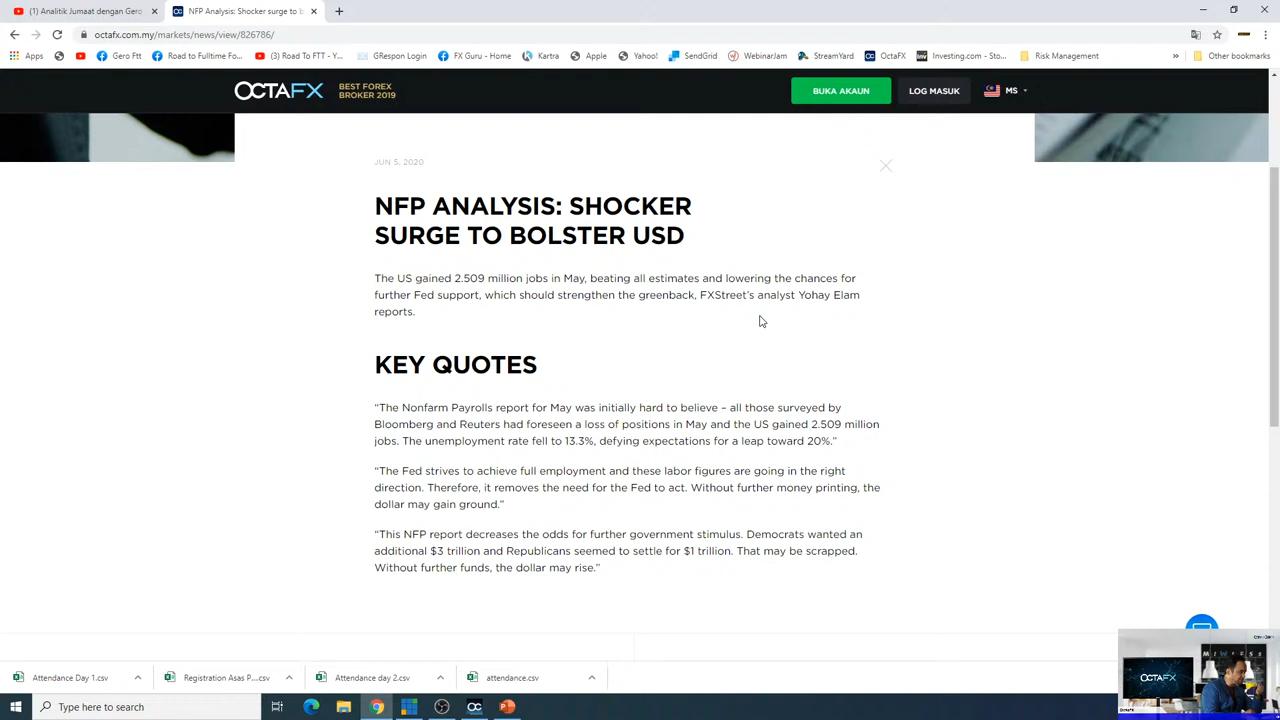 (1) Analitik Jumaat dengan Gero
NFP Analysis: Shocker surge to b
octafx.com.my/markets/news/view/826786/
Apps
Gero Ftt
Road to Fulltime Fo...
(3) Road To FTT - Y...
GRespon Login
FX Guru - Home
Kartra
Apple
Yahoo!
SendGrid
WebinarJam
StreamYard
OctaFX
Investing.com - Sto...
Risk Management
»
Other bookmarks
OCTAFX
BEST FOREX
BROKER 2019
BUKA AKAUN
LOG MASUK
MS
JUN 5, 2020
NFP ANALYSIS: SHOCKER
SURGE TO BOLSTER USD
The US gained 2.509 million jobs in May, beating all estimates and lowering the chances for
further Fed support, which should strengthen the greenback, FXStreet’s analyst Yohay Elam
reports.
KEY QUOTES
“The Nonfarm Payrolls report for May was initially hard to believe – all those surveyed by
Bloomberg and Reuters had foreseen a loss of positions in May and the US gained 2.509 million
jobs. The unemployment rate fell to 13.3%, defying expectations for a leap toward 20%.”
“The Fed strives to achieve full employment and these labor figures are going in the right
direction. Therefore, it removes the need for the Fed to act. Without further money printing, the
dollar may gain ground.”
“This NFP report decreases the odds for further government stimulus. Democrats wanted an
additional $3 trillion and Republicans seemed to settle for $1 trillion. That may be scrapped.
Without further funds, the dollar may rise.”
OCTAFX
Attendance Day 1.csv
Registration Asas P....csv
Attendance day 2.csv
attendance.csv
Type here to search